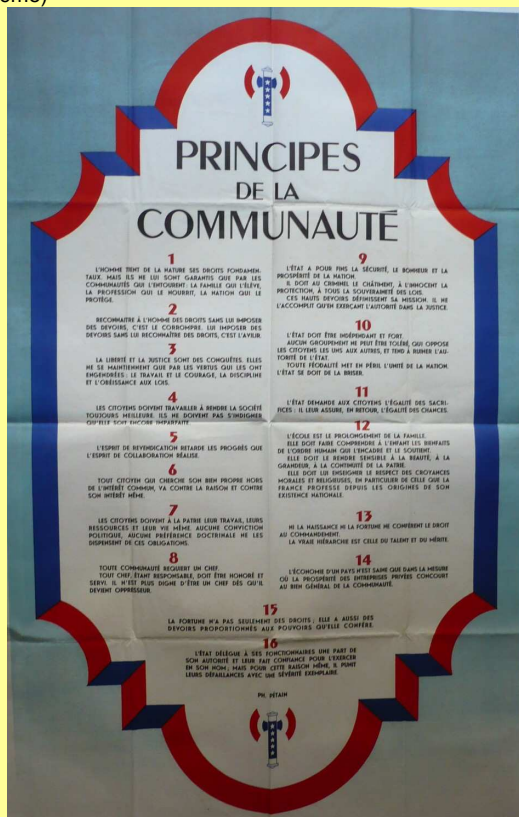 ème)
PRINCIPES
DE LA
COMMUNAUTÉ
1
L'HOMME TIENT DE LA NATURE SES DROITS FONDAMEN-
TAUX. MAIS ILS NE LUI SONT GARANTIS QUE PAR LES
COMMUNAUTÉS QUI L'ENTOURENT: LA FAMILLE QUI L'ÉLÈVE,
LA PROFESSION QUI LE NOURRIT, LA NATION QUI LE
PROTÈGE.
2
RECONNAITRE À L'HOMME DES DROITS SANS LUI IMPOSER
DES DEVOIRS, C'EST LE CORROMPRE. LUI IMPOSER DES
DEVOIRS SANS LUI RECONNAÎTRE DES DROITS, C'EST L'AVILIR.
3
LA LIBERTÉ ET LA JUSTICE SONT DES CONQUÊTES. ELLES
NE SE MAINTIENNENT QUE PAR LES VERTUS QUI LES ONT
ENGENDRÉES: LE TRAVAIL ET LE COURAGE, LA DISCIPLINE
ET L'OBÉISSANCE AUX LOIS.
4
LES CITOYENS DOIVENT TRAVAILLER À RENDRE LA SOCIÉTÉ
TOUJOURS MEILLEURE. ILS NE DOIVENT PAS S'INDIGNER
QU'ELLE SOIT ENCORE IMPARFAITE.
5
L'ESPRIT DE REVENDICATION RETARDE LES PROGRÈS QUE
L'ESPRIT DE COLLABORATION RÉALISE.
6
TOUT CITOYEN QUI CHERCHE SON BIEN PROPRE HORS
DE L'INTÉRÊT COMMUN, VA CONTRE LA RAISON ET CONTRE
SON INTÉRÊT MÊME.
7
LES CITOYENS DOIVENT À LA PATRIE LEUR TRAVAIL, LEURS
RESSOURCES ET LEUR VIE MÊME. AUCUNE CONVICTION
POLITIQUE, AUCUNE PRÉFÉRENCE DOCTRINALE NE LES
DISPENSENT DE CES OBLIGATIONS.
8
TOUTE COMMUNAUTÉ REQUIERT UN CHEF.
TOUT CHEF, ÉTANT RESPONSABLE, DOIT ÊTRE HONORÉ ET
SERVI. IL N'EST PLUS DIGNE D'ÊTRE UN CHEF DÈS QU'IL
DEVIENT OPPRESSEUR.
9
L'ÉTAT A POUR FINS LA SÉCURITÉ, LE BONHEUR ET LA
PROSPÉRITÉ DE LA NATION.
IL DOIT AU CRIMINEL LE CHÂTIMENT, À L'INNOCENT LA
PROTECTION, À TOUS LA SOUVERAINETÉ DES LOIS.
CES HAUTS DEVOIRS DÉFINISSENT SA MISSION. IL NE
L'ACCOMPLIT QU'EN EXERÇANT L'AUTORITÉ DANS LA JUSTICE.
10
L'ÉTAT DOIT ÊTRE INDÉPENDANT ET FORT.
AUCUN GROUPEMENT NE PEUT ÊTRE TOLÉRÉ, QUI OPPOSE
LES CITOYENS LES UNS AUX AUTRES, ET TEND À RUINER L'AU-
TORITÉ DE L'ÉTAT.
TOUTE FÉODALITÉ MET EN PÉRIL L'UNITÉ DE LA NATION.
L'ÉTAT SE DOIT DE LA BRISER.
11
L'ÉTAT DEMANDE AUX CITOYENS L'ÉGALITÉ DES SACRI-
FICES: IL LEUR ASSURE, EN RETOUR, L'ÉGALITÉ DES CHANCES.
12
L'ÉCOLE EST LE PROLONGEMENT DE LA FAMILLE.
ELLE DOIT FAIRE COMPRENDRE À L'ENFANT LES BIENFAITS
DE L'ORDRE HUMAIN QUI L'ENCADRE ET LE SOUTIENT.
ELLE DOIT LE RENDRE SENSIBLE À LA BEAUTÉ, À LA
GRANDEUR, À LA CONTINUITÉ DE LA PATRIE.
ELLE DOIT LUI ENSEIGNER LE RESPECT DES CROYANCES
MORALES ET RELIGIEUSES, EN PARTICULIER DE CELLE QUE LA
FRANCE PROFESSE DEPUIS LES ORIGINES DE SON
EXISTENCE NATIONALE.
13
NI LA NAISSANCE NI LA FORTUNE NE CONFÈRENT LE DROIT
AU COMMANDEMENT.
LA VRAIE HIÉRARCHIE EST CELLE DU TALENT ET DU MÉRITE.
14
L'ÉCONOMIE D'UN PAYS N'EST SAINE QUE DANS LA MESURE
OÙ LA PROSPÉRITÉ DES ENTREPRISES PRIVÉES CONCOURT
AU BIEN GÉNÉRAL DE LA COMMUNAUTÉ.
15
LA FORTUNE N'A PAS SEULEMENT DES DROITS; ELLE A AUSSI DES
DEVOIRS PROPORTIONNÉS AUX POUVOIRS QU'ELLE CONFÈRE.
16
L'ÉTAT DÉLÈGUE À SES FONCTIONNAIRES UNE PART DE
SON AUTORITÉ ET LEUR FAIT CONFIANCE POUR L'EXERCER
EN SON NOM; MAIS POUR CETTE RAISON MÊME, IL PUNIT
LEURS DÉFAILLANCES AVEC UNE SÉVÉRITÉ EXEMPLAIRE.
PH. PÉTAIN